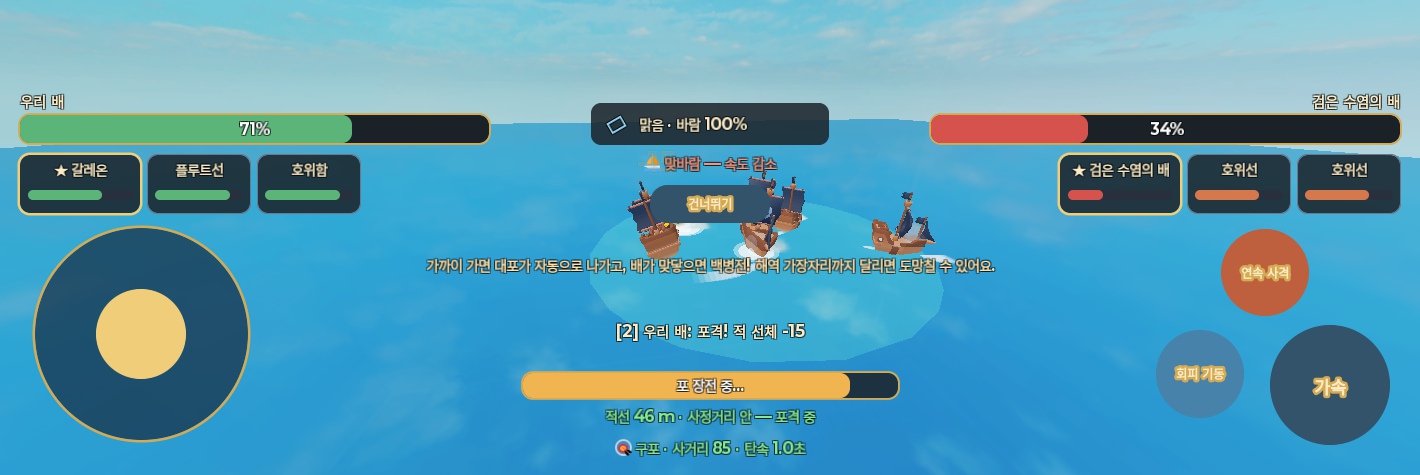 우리 배
검은 수염의 배
71%
맑음 · 바람 100%
34%
맞바람 — 속도 감소
★ 갈레온
플루트선
호위함
★ 검은 수염의 배
호위선
호위선
건너뛰기
가까이 가면 대포가 자동으로 나가고, 배가 맞닿으면 백병전! 해역 가장자리까지 달리면 도망칠 수 있어요.
연속 사격
[2] 우리 배: 포격! 적 선체 -15
회피 기동
가속
포 장전 중...
적선 46 m · 사정거리 안 — 포격 중
구포 · 사거리 85 · 탄속 1.0초